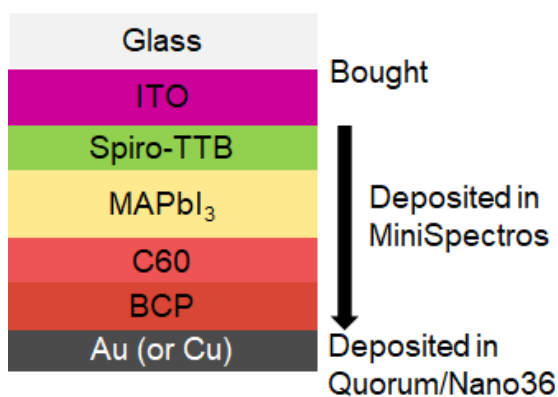 Glass
Bought
ITO
Spiro-TTB
MAPbI₃
Deposited in
MiniSpectros
C60
BCP
Au (or Cu)
Deposited in
Quorum/Nano36